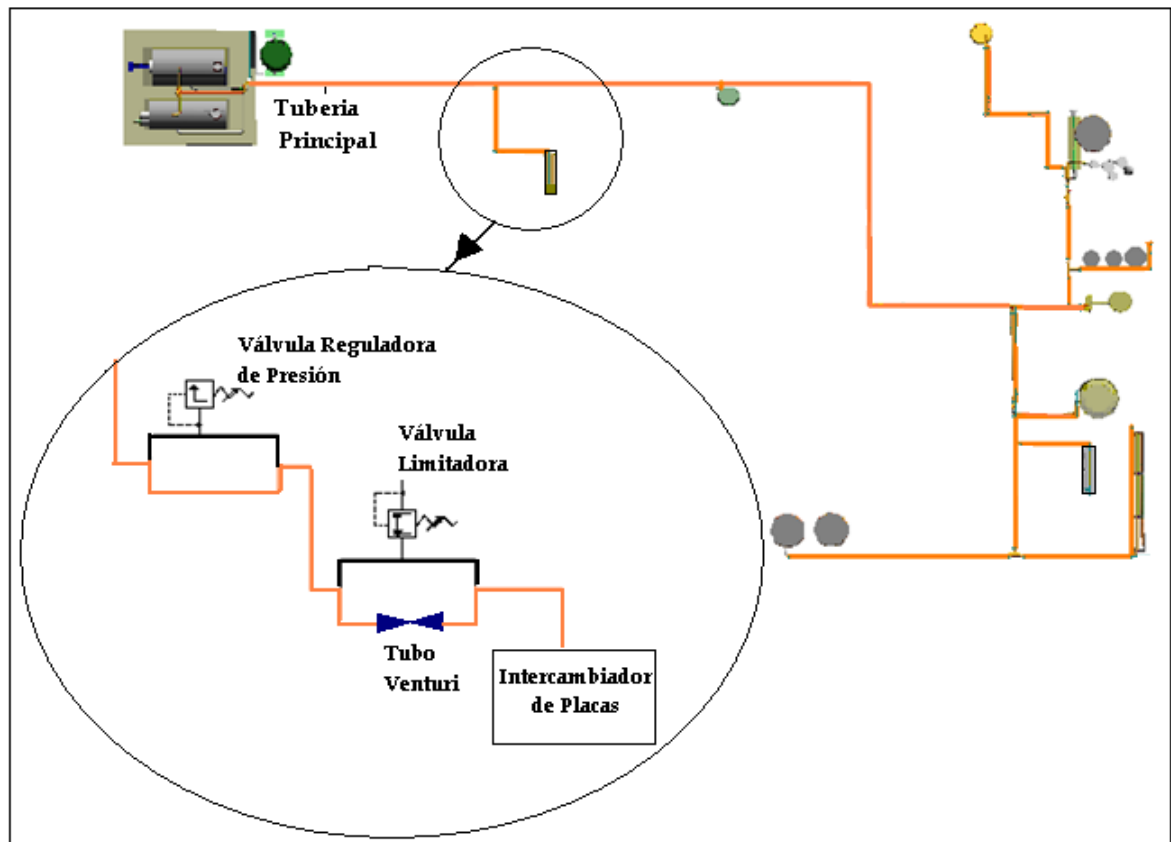 Tuberia
Principal
Válvula Reguladora
de Presión
Válvula
Limitadora
Tubo
Venturi
Intercambiador
de Placas